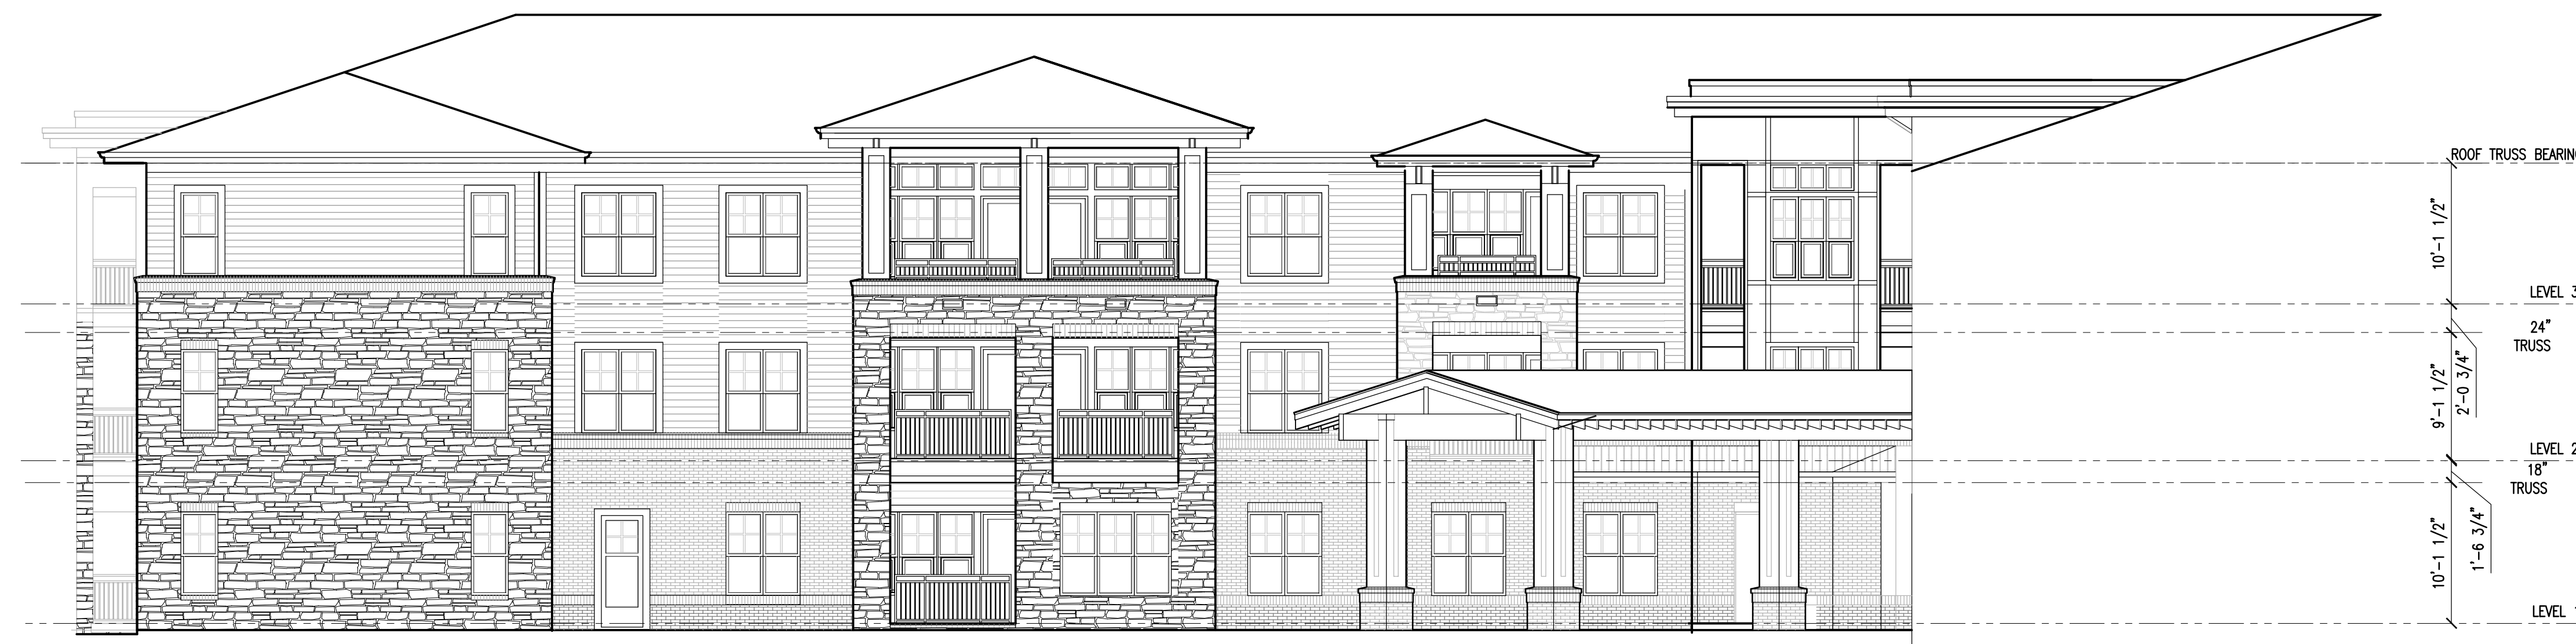 ROOF TRUSS BEARING
10'-1 1/2"
LEVEL 3
24"
TRUSS
2'-0 3/4"
9'-1 1/2"
LEVEL 2
18"
TRUSS
1'-6 3/4"
10'-1 1/2"
LEVEL 1